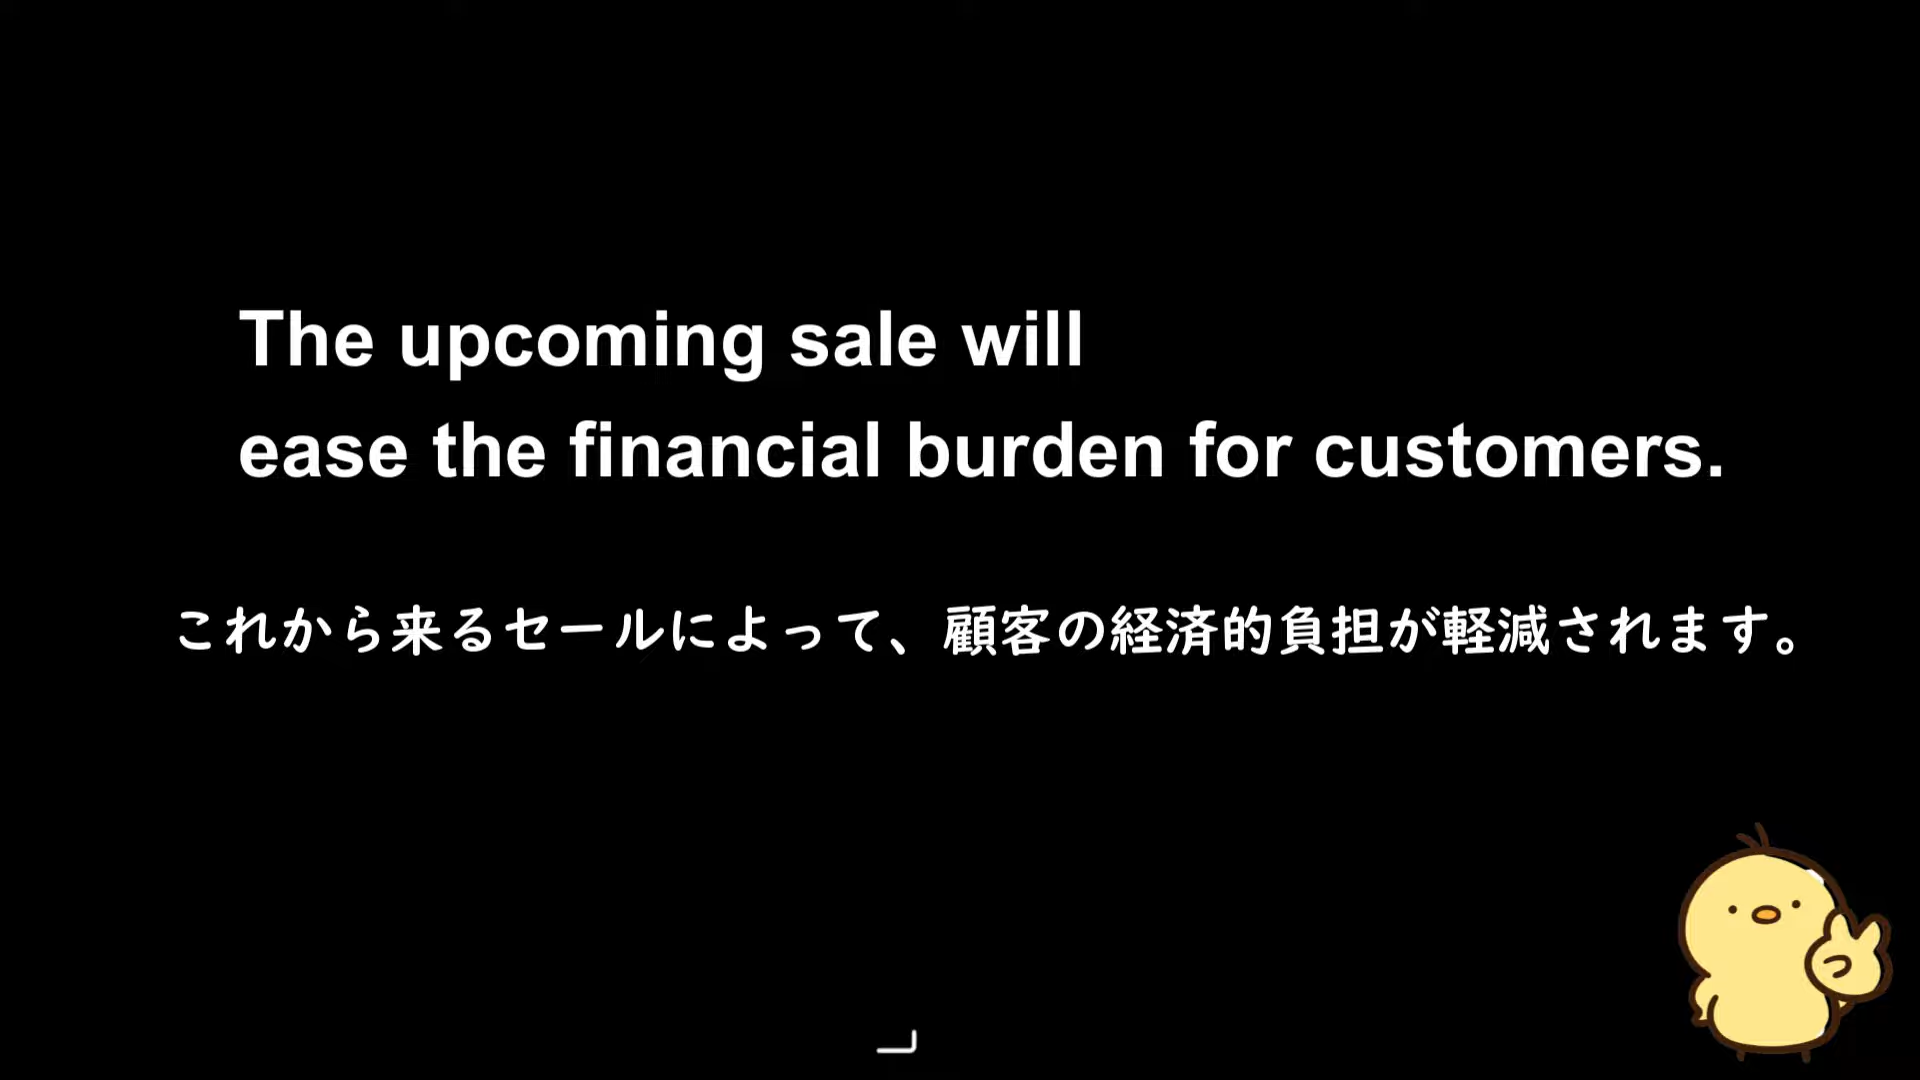 The upcoming sale will
ease the financial burden for customers.
これから来るセールによって、顧客の経済的負担が軽減されます。